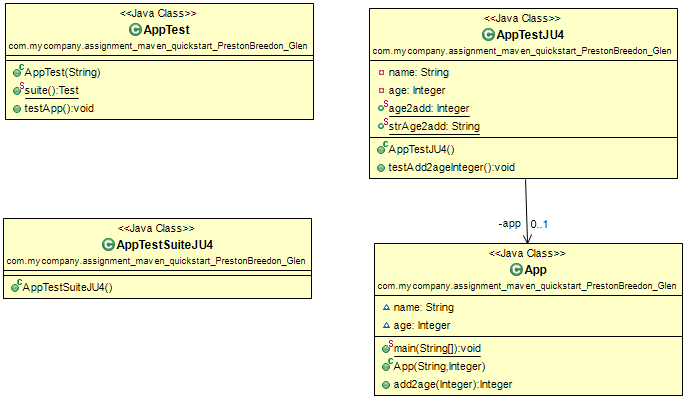 <<Java Class>>
AppTest
com.mycompany.assignment_maven_quickstart_PrestonBreedon_Glen
AppTest(String)
suite():Test
testApp():void
<<Java Class>>
AppTestJU4
com.mycompany.assignment_maven_quickstart_PrestonBreedon_Glen
name: String
age: Integer
age2add: Integer
strAge2add: String
AppTestJU4()
testAdd2ageInteger():void
-app 0..1
<<Java Class>>
AppTestSuiteJU4
com.mycompany.assignment_maven_quickstart_PrestonBreedon_Glen
AppTestSuiteJU4()
<<Java Class>>
App
com.mycompany.assignment_maven_quickstart_PrestonBreedon_Glen
name: String
age: Integer
main(String[]):void
App(String,Integer)
add2age(Integer):Integer